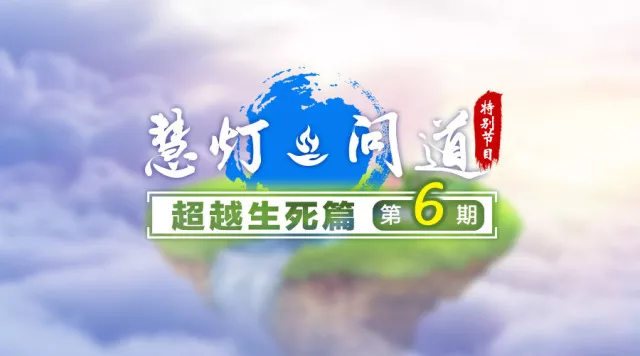 慧灯 问道
特别节目
超越生死篇 第6期